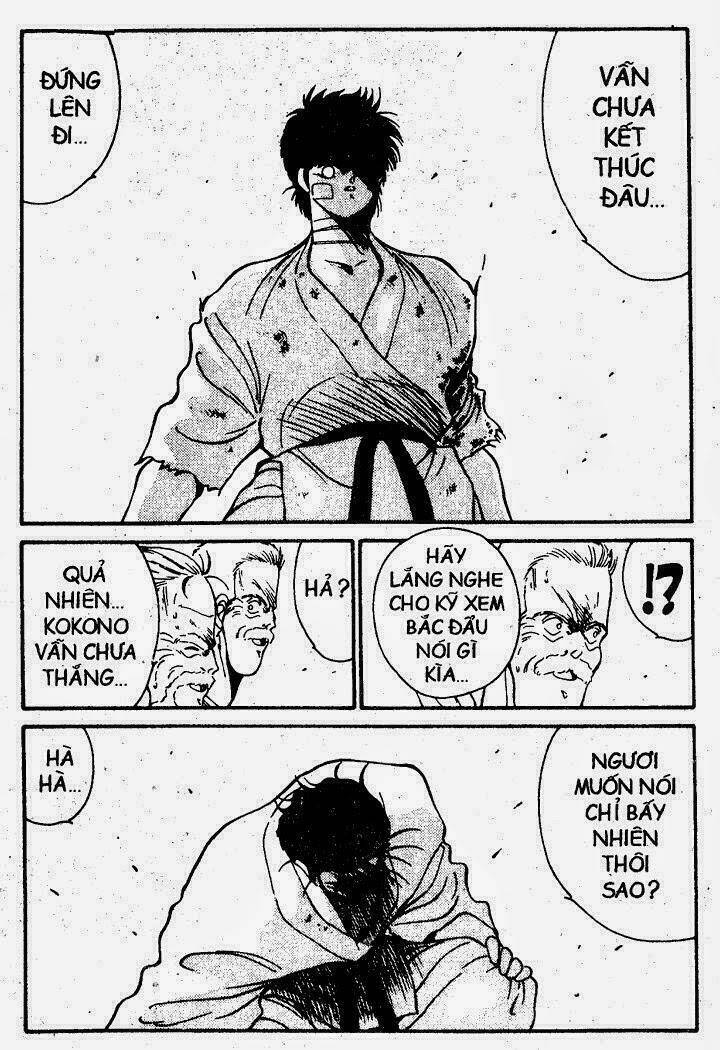 VẪN
CHƯA
KẾT
THÚC
ĐÂU...
ĐỨNG
LÊN
ĐI...
!?
HÃY
LẮNG NGHE
CHO KỸ XEM
BẮC ĐẨU
NÓI GÌ
KÌA...
HẢ?
QUẢ
NHIÊN...
KOKONO
VẪN CHƯA
THẮNG...
NGƯƠI
MUỐN NÓI
CHỈ BẤY
NHIÊN
THÔI
SAO?
HÀ
HÀ...